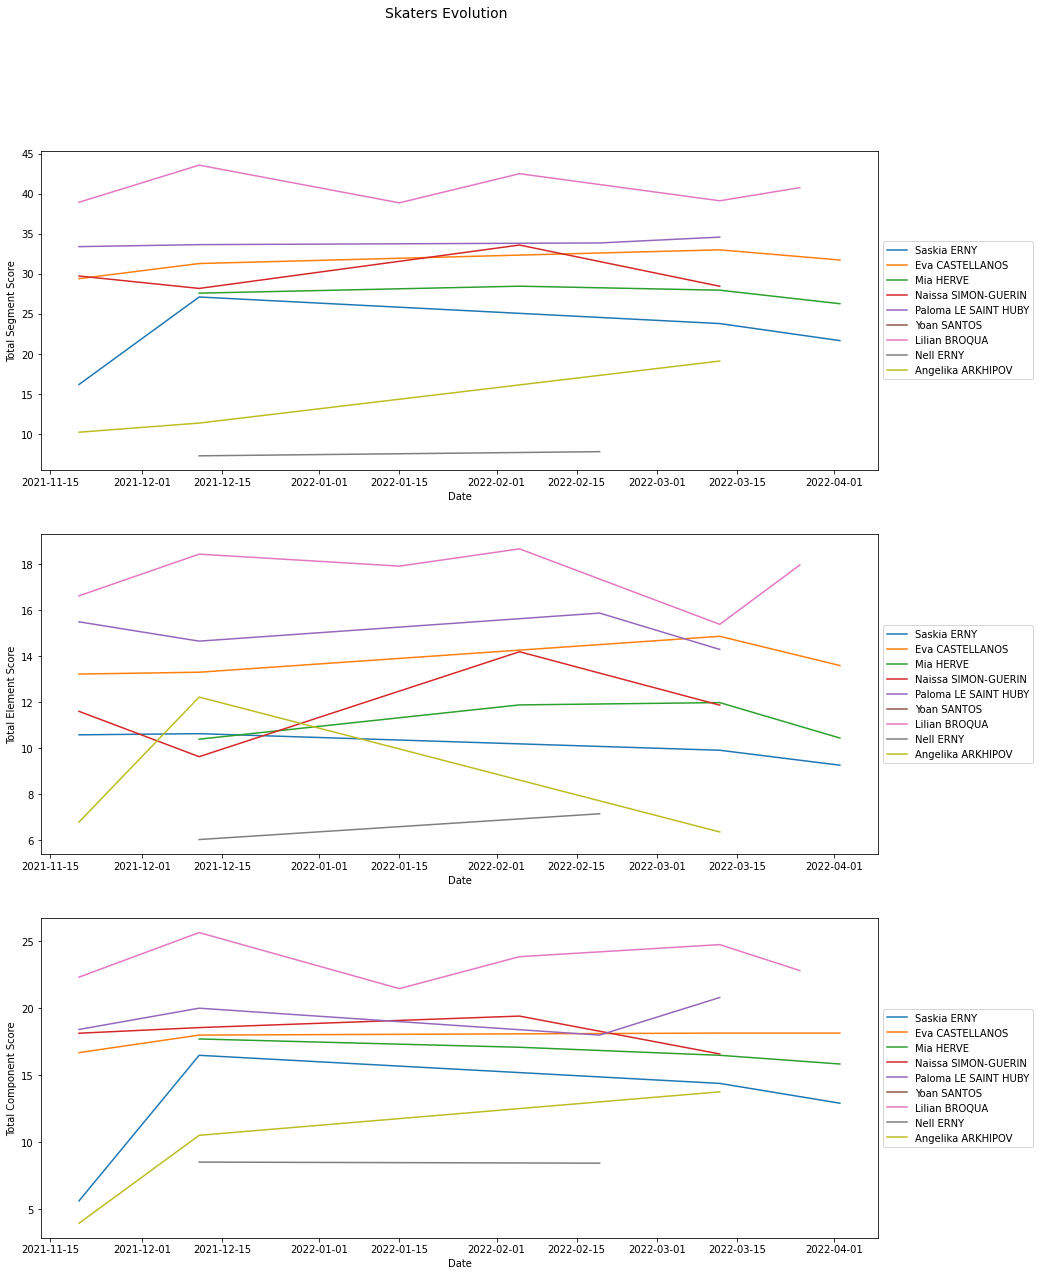 Skaters Evolution
45
40
35
30
25
20
15
10
Total Segment Score
2021-11-15 2021-12-01 2021-12-15 2022-01-01 2022-01-15 2022-02-01 2022-02-15 2022-03-01 2022-03-15 2022-04-01
Date
Saskia ERNY
Eva CASTELLANOS
Mia HERVE
Naissa SIMON-GUERIN
Paloma LE SAINT HUBY
Yoan SANTOS
Lilian BROQUA
Nell ERNY
Angelika ARKHIPOV
18
16
14
12
10
8
6
Total Element Score
2021-11-15 2021-12-01 2021-12-15 2022-01-01 2022-01-15 2022-02-01 2022-02-15 2022-03-01 2022-03-15 2022-04-01
Date
Saskia ERNY
Eva CASTELLANOS
Mia HERVE
Naissa SIMON-GUERIN
Paloma LE SAINT HUBY
Yoan SANTOS
Lilian BROQUA
Nell ERNY
Angelika ARKHIPOV
25
20
15
10
5
Total Component Score
2021-11-15 2021-12-01 2021-12-15 2022-01-01 2022-01-15 2022-02-01 2022-02-15 2022-03-01 2022-03-15 2022-04-01
Date
Saskia ERNY
Eva CASTELLANOS
Mia HERVE
Naissa SIMON-GUERIN
Paloma LE SAINT HUBY
Yoan SANTOS
Lilian BROQUA
Nell ERNY
Angelika ARKHIPOV